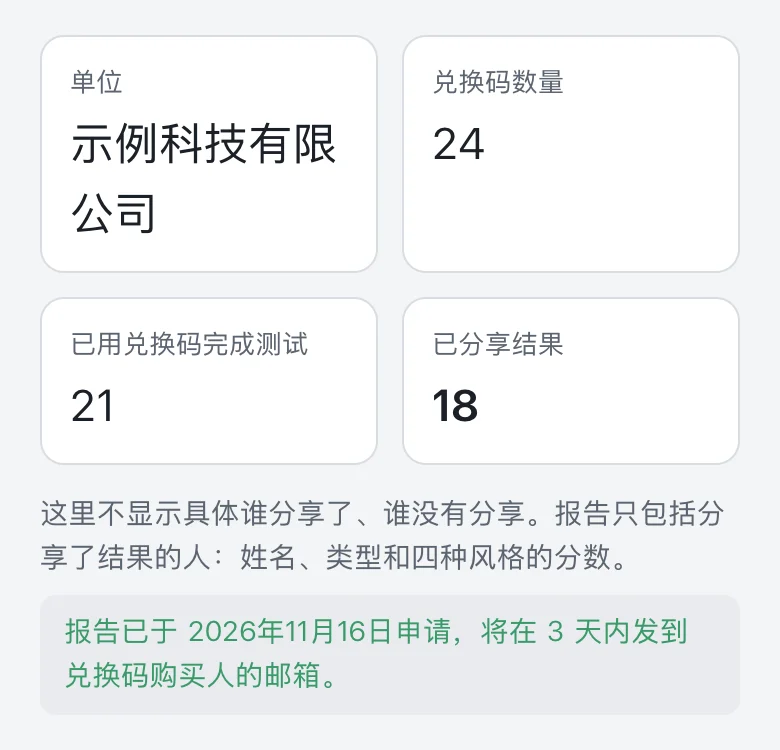 单位
示例科技有限
公司
兑换码数量
24
已用兑换码完成测试
21
已分享结果
18
这里不显示具体谁分享了、谁没有分享。报告只包括分
享了结果的人：姓名、类型和四种风格的分数。
报告已于 2026年11月16日申请，将在 3 天内发到
兑换码购买人的邮箱。